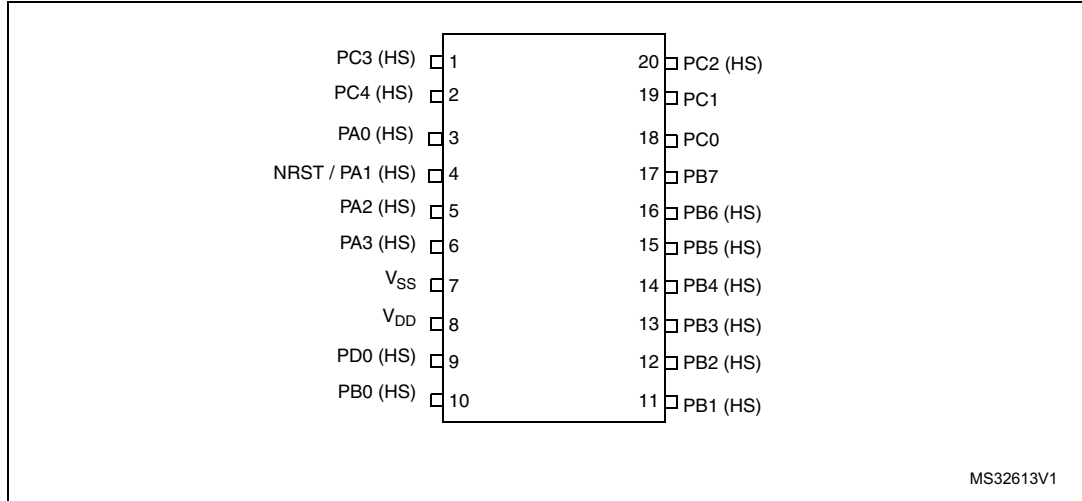 PC3 (HS) 1 20 PC2 (HS)
PC4 (HS) 2 19 PC1
PA0 (HS) 3 18 PC0
NRST / PA1 (HS) 4 17 PB7
PA2 (HS) 5 16 PB6 (HS)
PA3 (HS) 6 15 PB5 (HS)
VSS 7 14 PB4 (HS)
VDD 8 13 PB3 (HS)
PD0 (HS) 9 12 PB2 (HS)
PB0 (HS) 10 11 PB1 (HS)
MS32613V1